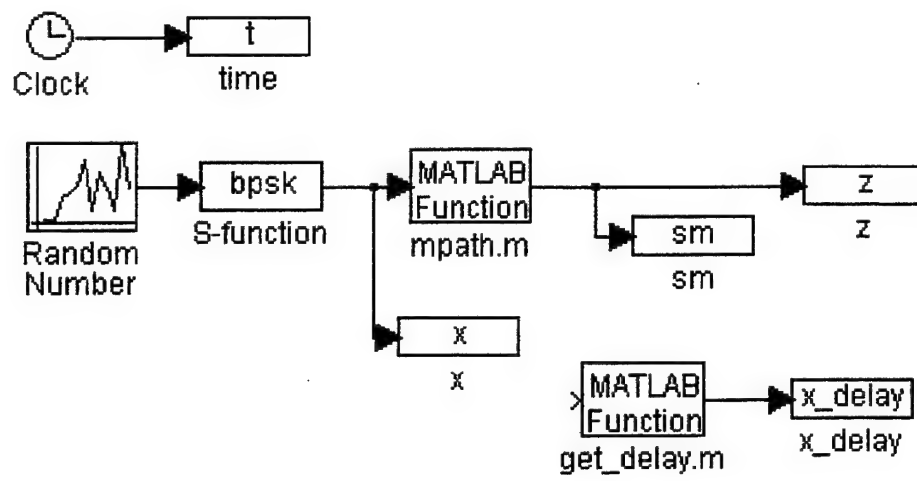 t
Clock
time
bpsk
S-function
Random
Number
MATLAB
Function
mpath.m
z
z
sm
sm
x
x
MATLAB
Function
get_delay.m
x_delay
x_delay